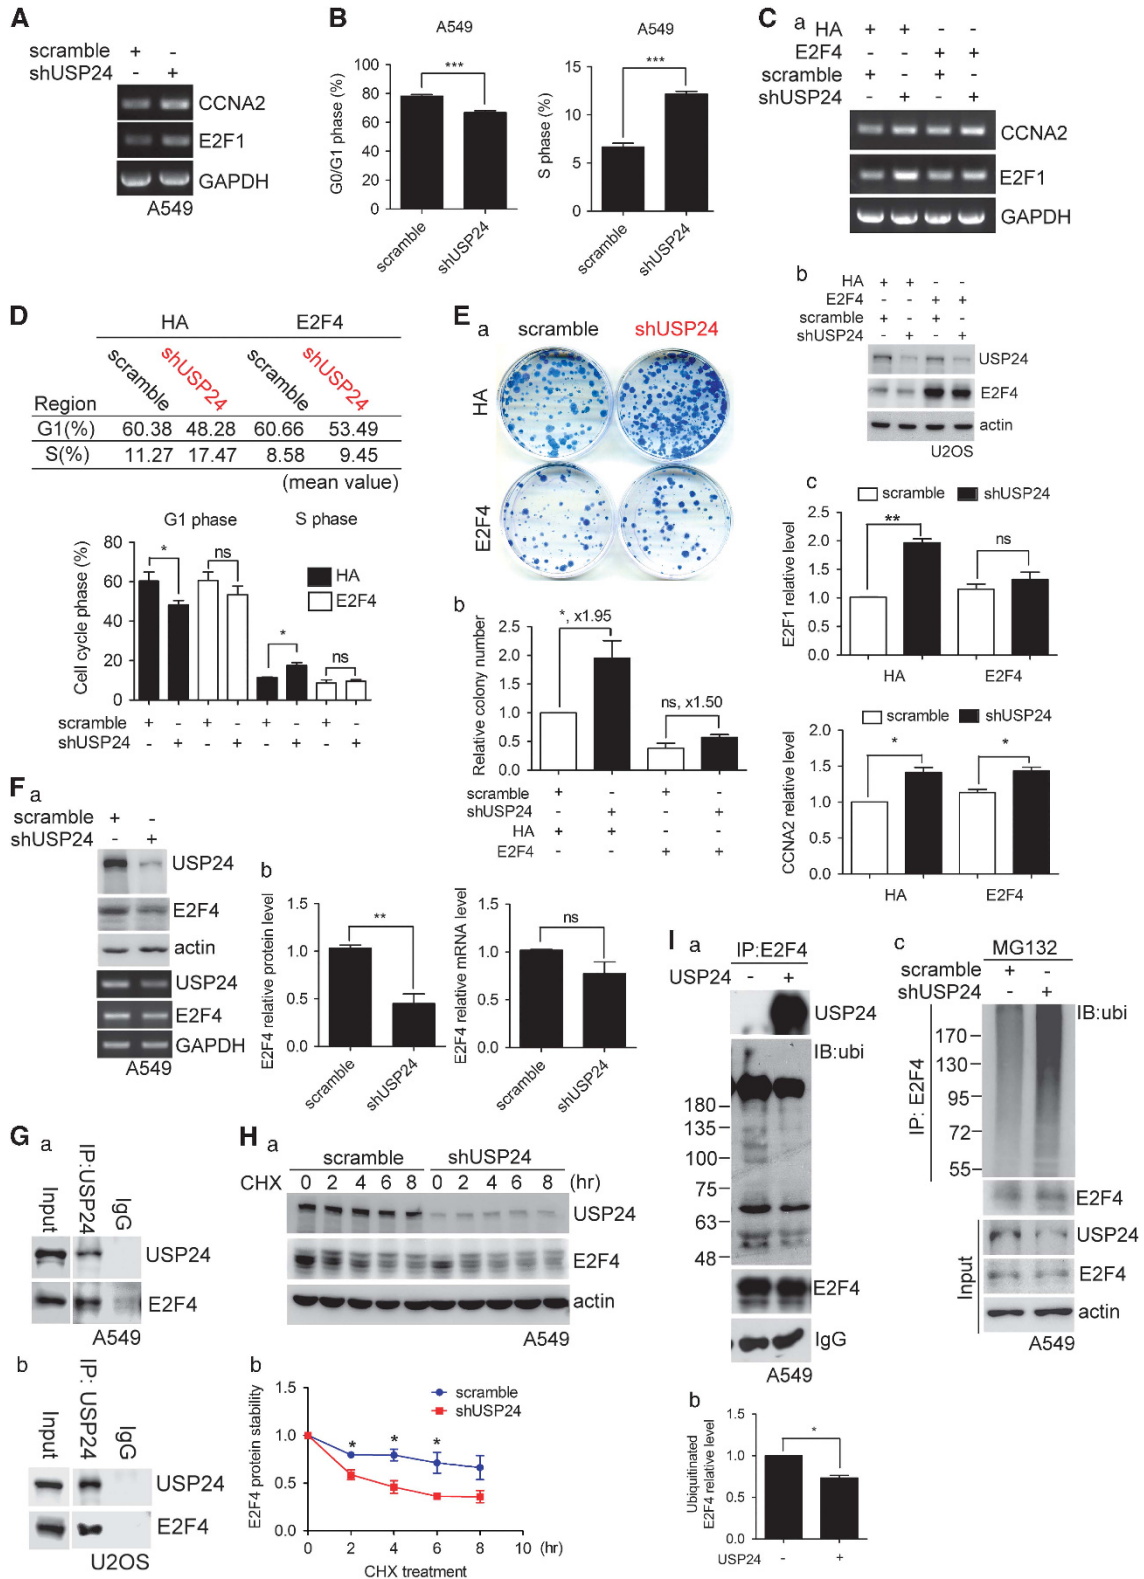 A
scramble + -
shUSP24 - +
CCNA2
E2F1
GAPDH
A549
B
A549
G0/G1 phase (%)
100
80
60
40
20
0
***
scramble
shUSP24
A549
S phase (%)
15
10
5
0
***
scramble
shUSP24
C
a
HA + + - -
E2F4 - - + +
scramble + - + -
shUSP24 - + - +
CCNA2
E2F1
GAPDH
b
HA + + - -
E2F4 - - + +
scramble + - + -
shUSP24 - + - +
USP24
E2F4
actin
U2OS
c
scramble shUSP24
E2F1 relative level
2.5
2.0
1.5
1.0
0.5
0.0
**
ns
HA E2F4
scramble shUSP24
CCNA2 relative level
2.0
1.5
1.0
0.5
0.0
*
*
HA E2F4
D
HA E2F4
scramble shUSP24 scramble shUSP24
Region
G1(%) 60.38 48.28 60.66 53.49
S(%) 11.27 17.47 8.58 9.45
(mean value)
G1 phase S phase
Cell cycle phase (%)
80
60
40
20
0
* ns * ns
HA
E2F4
scramble + - + - + - + -
shUSP24 - + - + - + - +
E
a
scramble shUSP24
HA
E2F4
b
Relative colony number
2.5
2.0
1.5
1.0
0.5
0.0
*, x1.95
ns, x1.50
scramble + - + -
shUSP24 - + - +
HA + + - -
E2F4 - - + +
F
a
scramble + -
shUSP24 - +
USP24
E2F4
actin
USP24
E2F4
GAPDH
A549
b
E2F4 relative protein level
1.5
1.0
0.5
0.0
**
scramble
shUSP24
E2F4 relative mRNA level
1.5
1.0
0.5
0.0
ns
scramble
shUSP24
G
a
Input IP:USP24 IgG
USP24
E2F4
A549
b
Input IP: USP24 IgG
USP24
E2F4
U2OS
H
a
scramble shUSP24
CHX 0 2 4 6 8 0 2 4 6 8 (hr)
USP24
E2F4
actin
A549
b
E2F4 protein stability
1.5
1.0
0.5
0.0
scramble
shUSP24
* * *
0 2 4 6 8 10 (hr)
CHX treatment
I
a
IP:E2F4
USP24 - +
USP24
IB:ubi
180
135
100
75
63
48
E2F4
IgG
A549
b
Ubiquitinated
E2F4 relative level
1.5
1.0
0.5
0.0
*
USP24 - +
c
MG132
scramble + -
shUSP24 - +
IB:ubi
IP: E2F4
170
130
95
72
55
E2F4
Input
USP24
E2F4
actin
A549